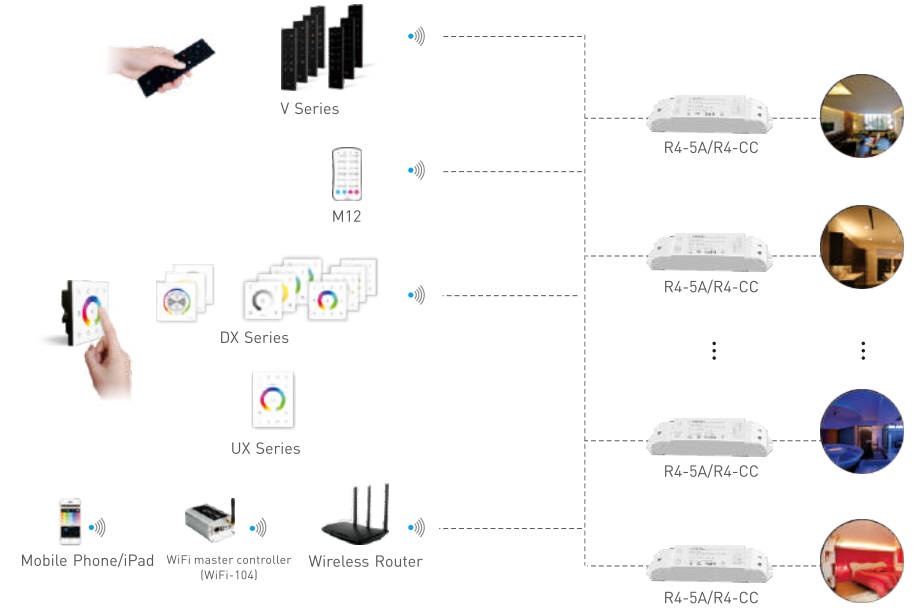 V Series
R4-5A/R4-CC
M12
R4-5A/R4-CC
DX Series
UX Series
R4-5A/R4-CC
Mobile Phone/iPad
WiFi master controller
(WiFi-104)
Wireless Router
R4-5A/R4-CC